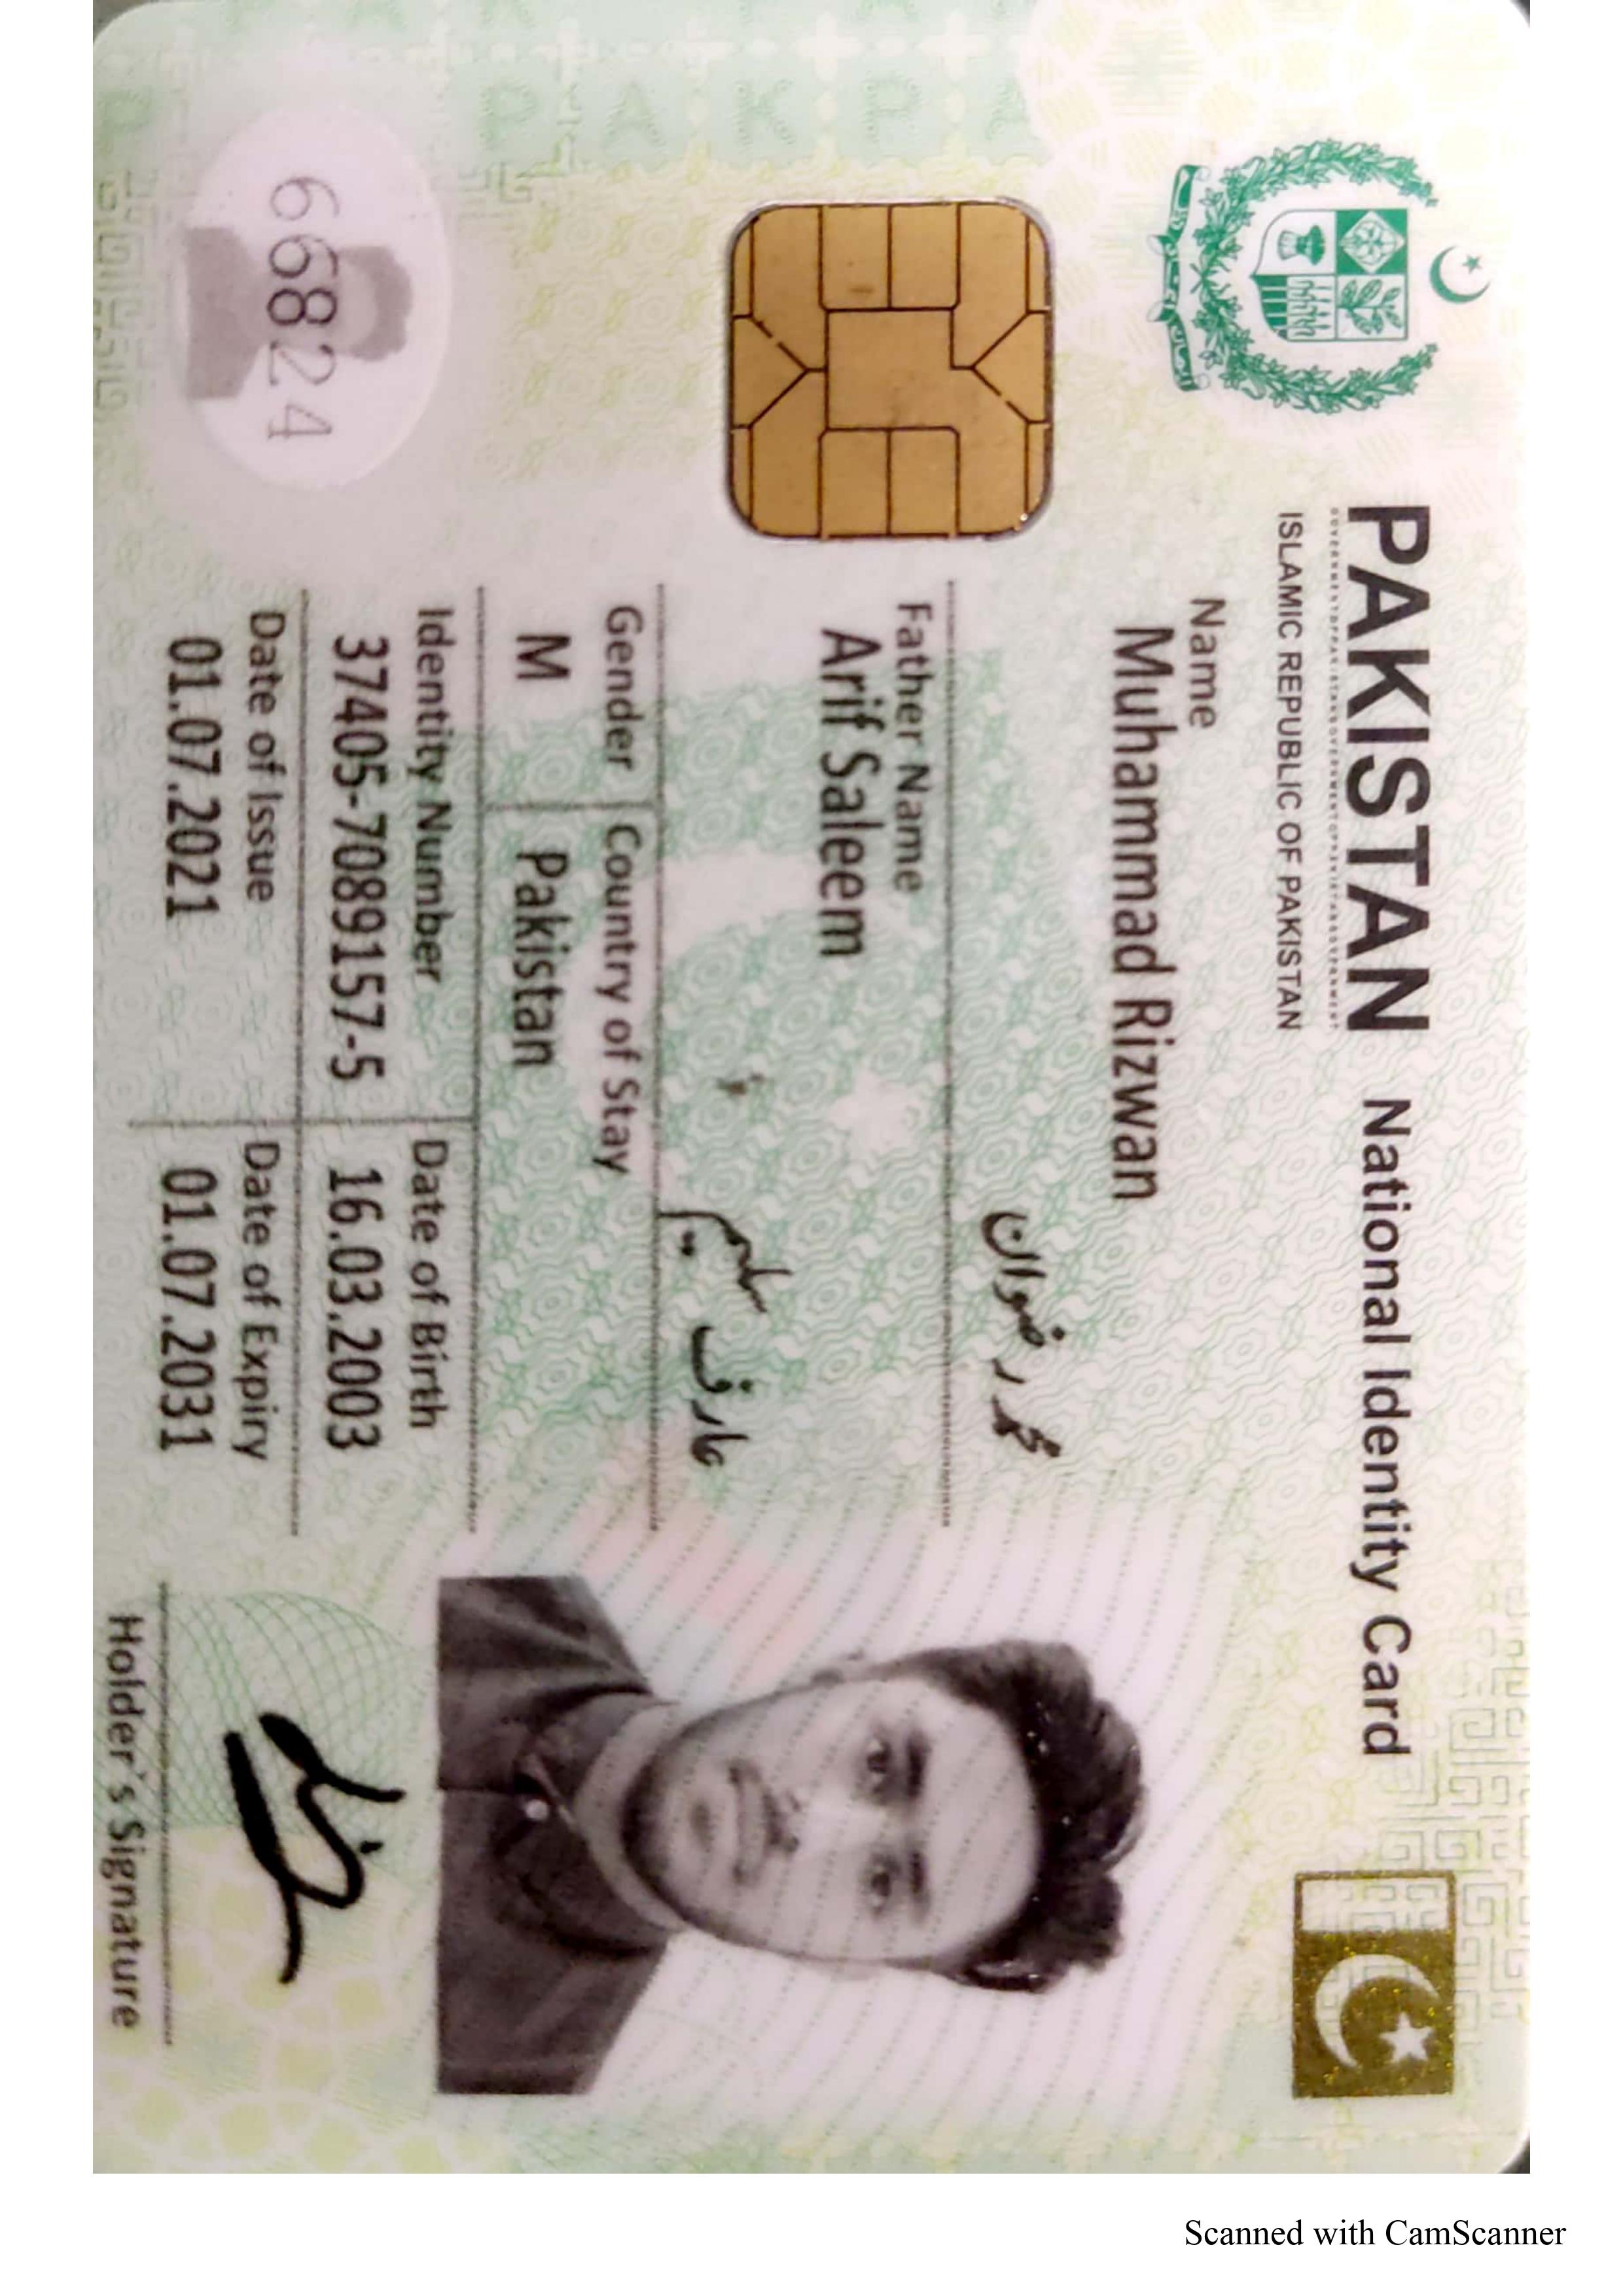 PAKISTAN National Identity Card
ISLAMIC REPUBLIC OF PAKISTAN
Name
Muhammad Rizwan
محمد رضوان
Father Name
Arif Saleem
عارف سلیم
Gender Country of Stay
M Pakistan
Identity Number Date of Birth
37405-7089157-5 16.03.2003
Date of Issue Date of Expiry
01.07.2021 01.07.2031
66824
Holder's Signature
Scanned with CamScanner